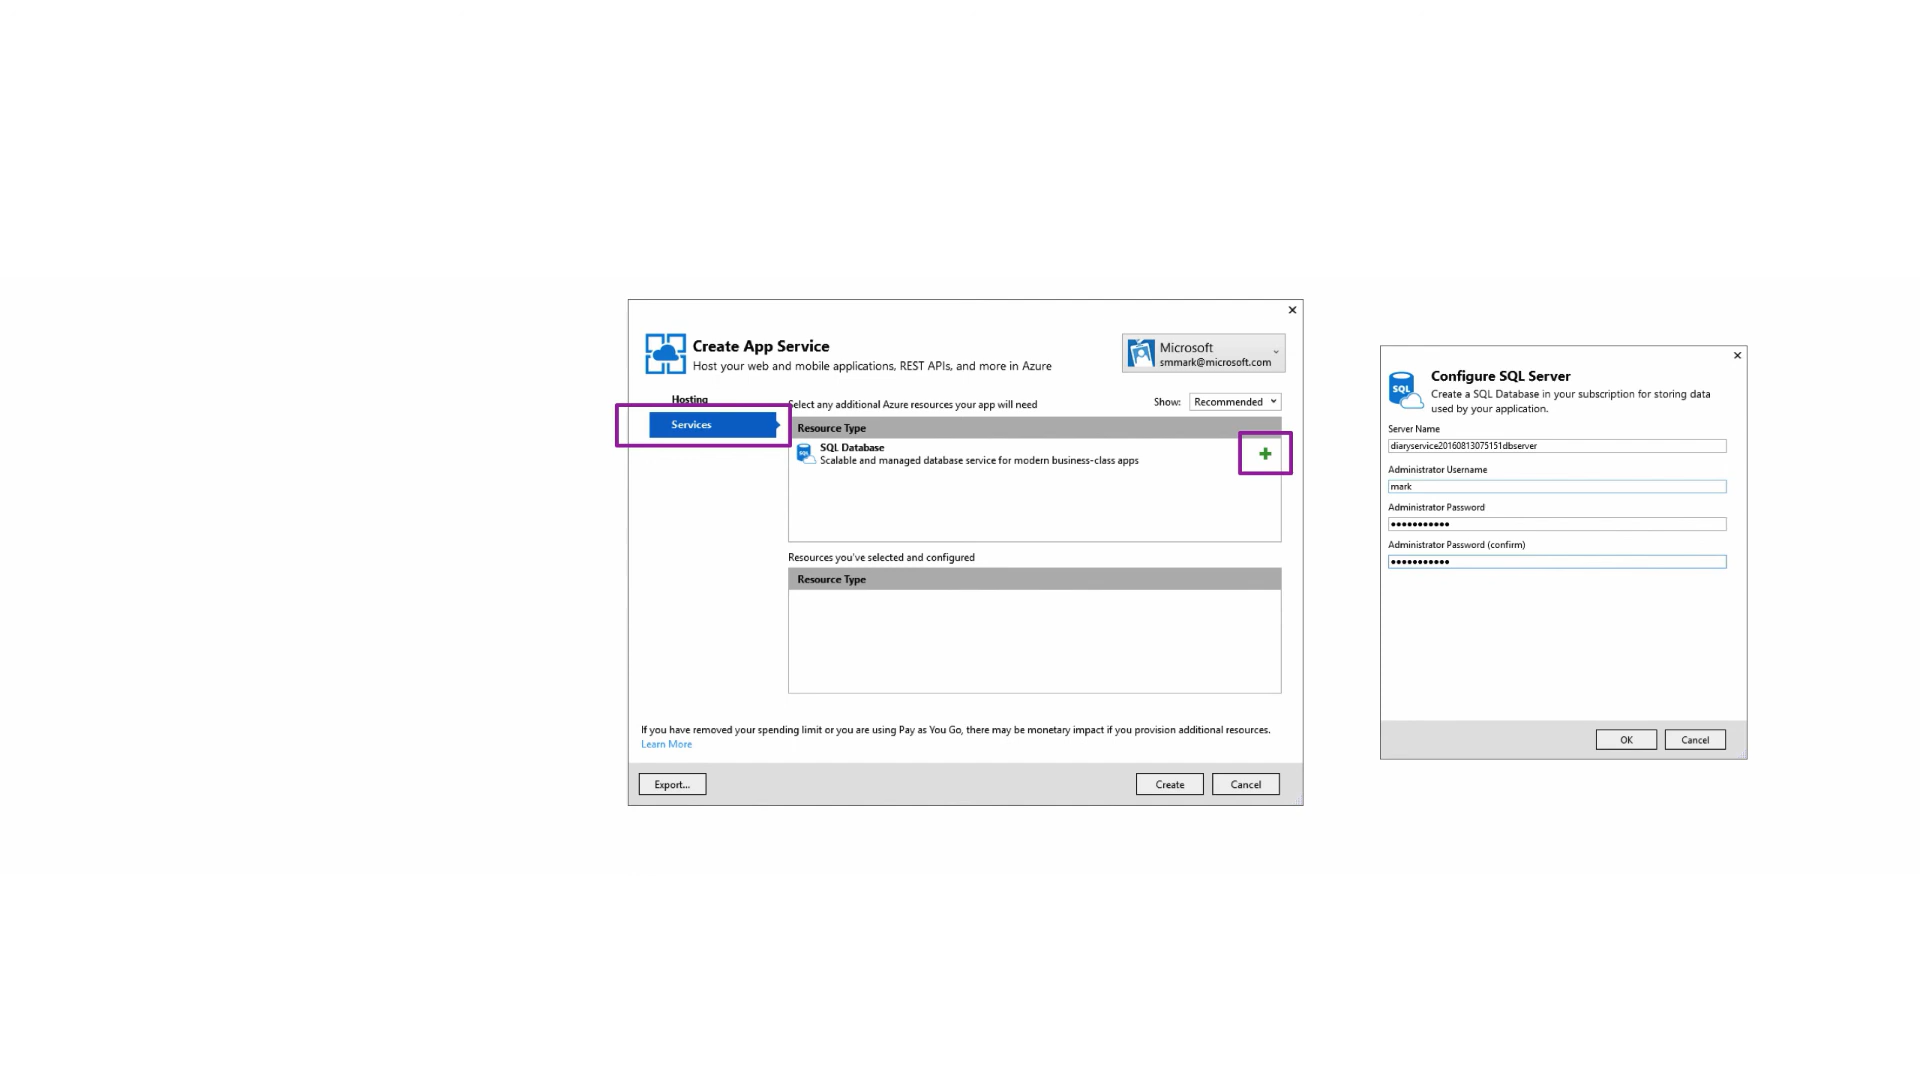 Create App Service
Host your web and mobile applications, REST APIs, and more in Azure
Microsoft
smmark@microsoft.com
Hosting
Services
Select any additional Azure resources your app will need
Show: Recommended
Resource Type
SQL Database
Scalable and managed database service for modern business-class apps
Resources you've selected and configured
Resource Type
If you have removed your spending limit or you are using Pay as You Go, there may be monetary impact if you provision additional resources.
Learn More
Export...
Create
Cancel
SQL
Configure SQL Server
Create a SQL Database in your subscription for storing data
used by your application.
Server Name
diaryservice20160813075151dbserver
Administrator Username
mark
Administrator Password
●●●●●●●●●●●
Administrator Password (confirm)
●●●●●●●●●●●
OK
Cancel